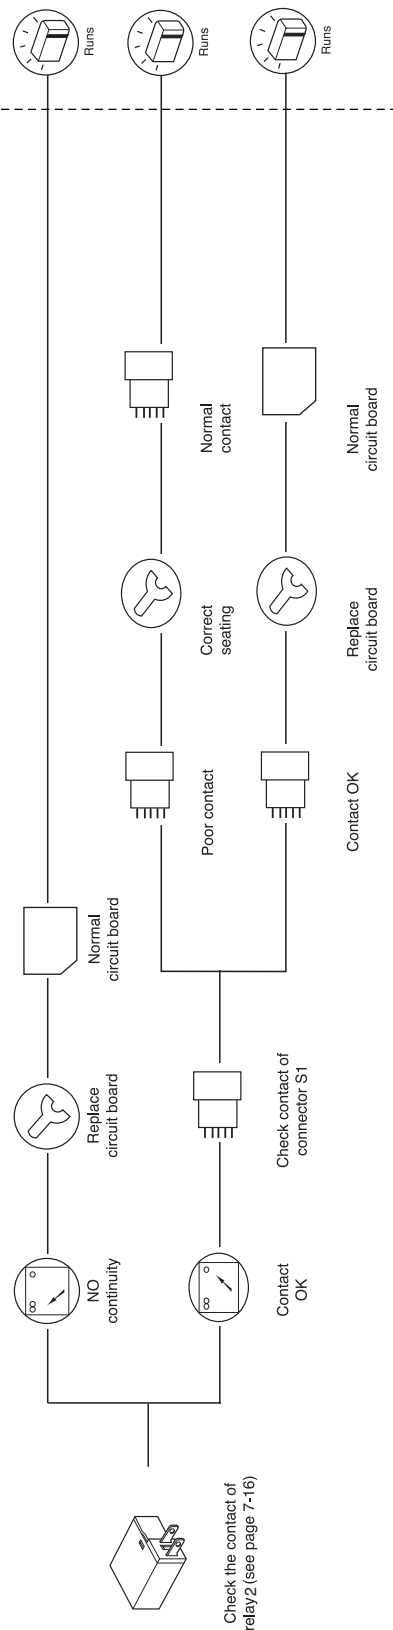 Check the contact of
relay 2 (see page 7-16)
NO
continuity
Replace
circuit board
Normal
circuit board
Runs
Contact
OK
Check contact of
connector S1
Poor contact
Correct
seating
Normal
contact
Runs
Contact OK
Replace
circuit board
Normal
circuit board
Runs